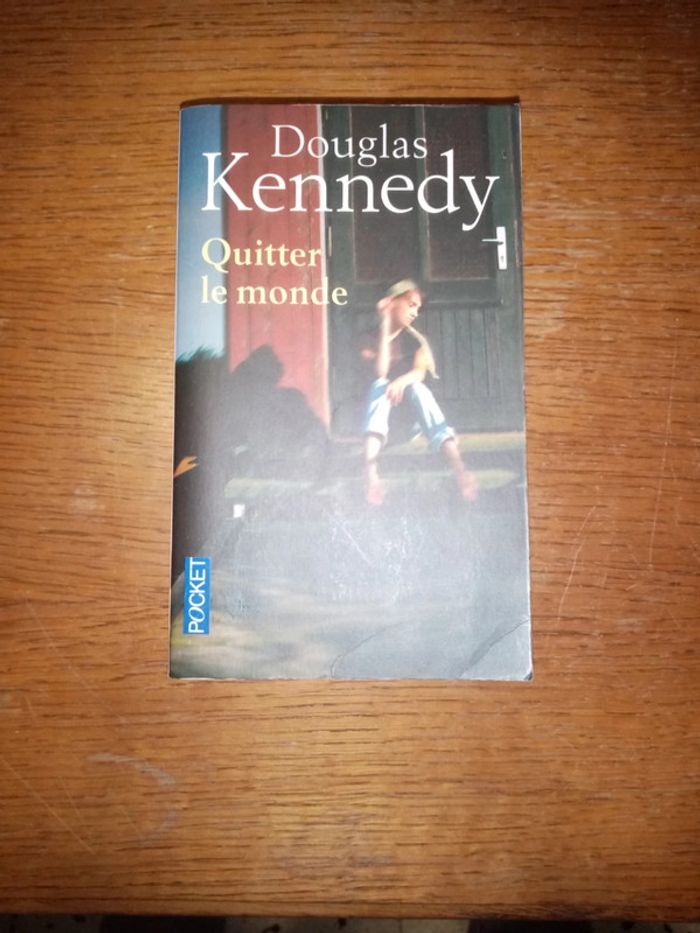 Douglas
Kennedy
Quitter
le monde
POCKET